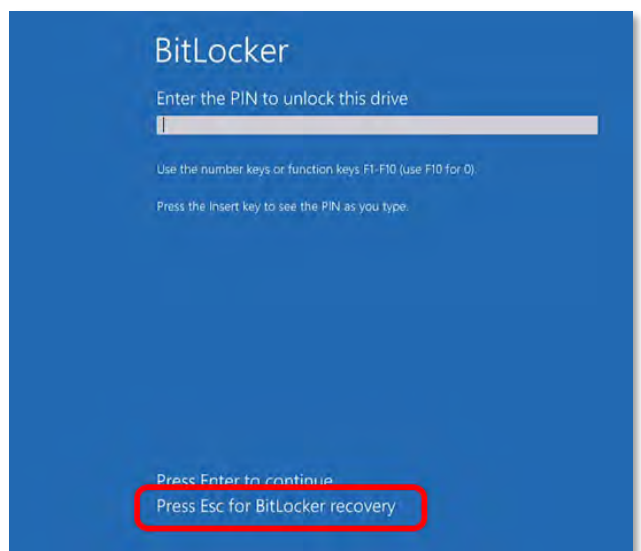 BitLocker
Enter the PIN to unlock this drive
Use the number keys or function keys F1-F10 (use F10 for 0).
Press the Insert key to see the PIN as you type.
Press Enter to continue
Press Esc for BitLocker recovery